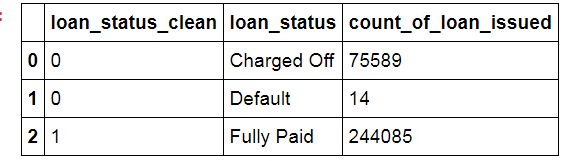 loan_status_clean loan_status count_of_loan_issued
0 0 Charged Off 75589
1 0 Default 14
2 1 Fully Paid 244085